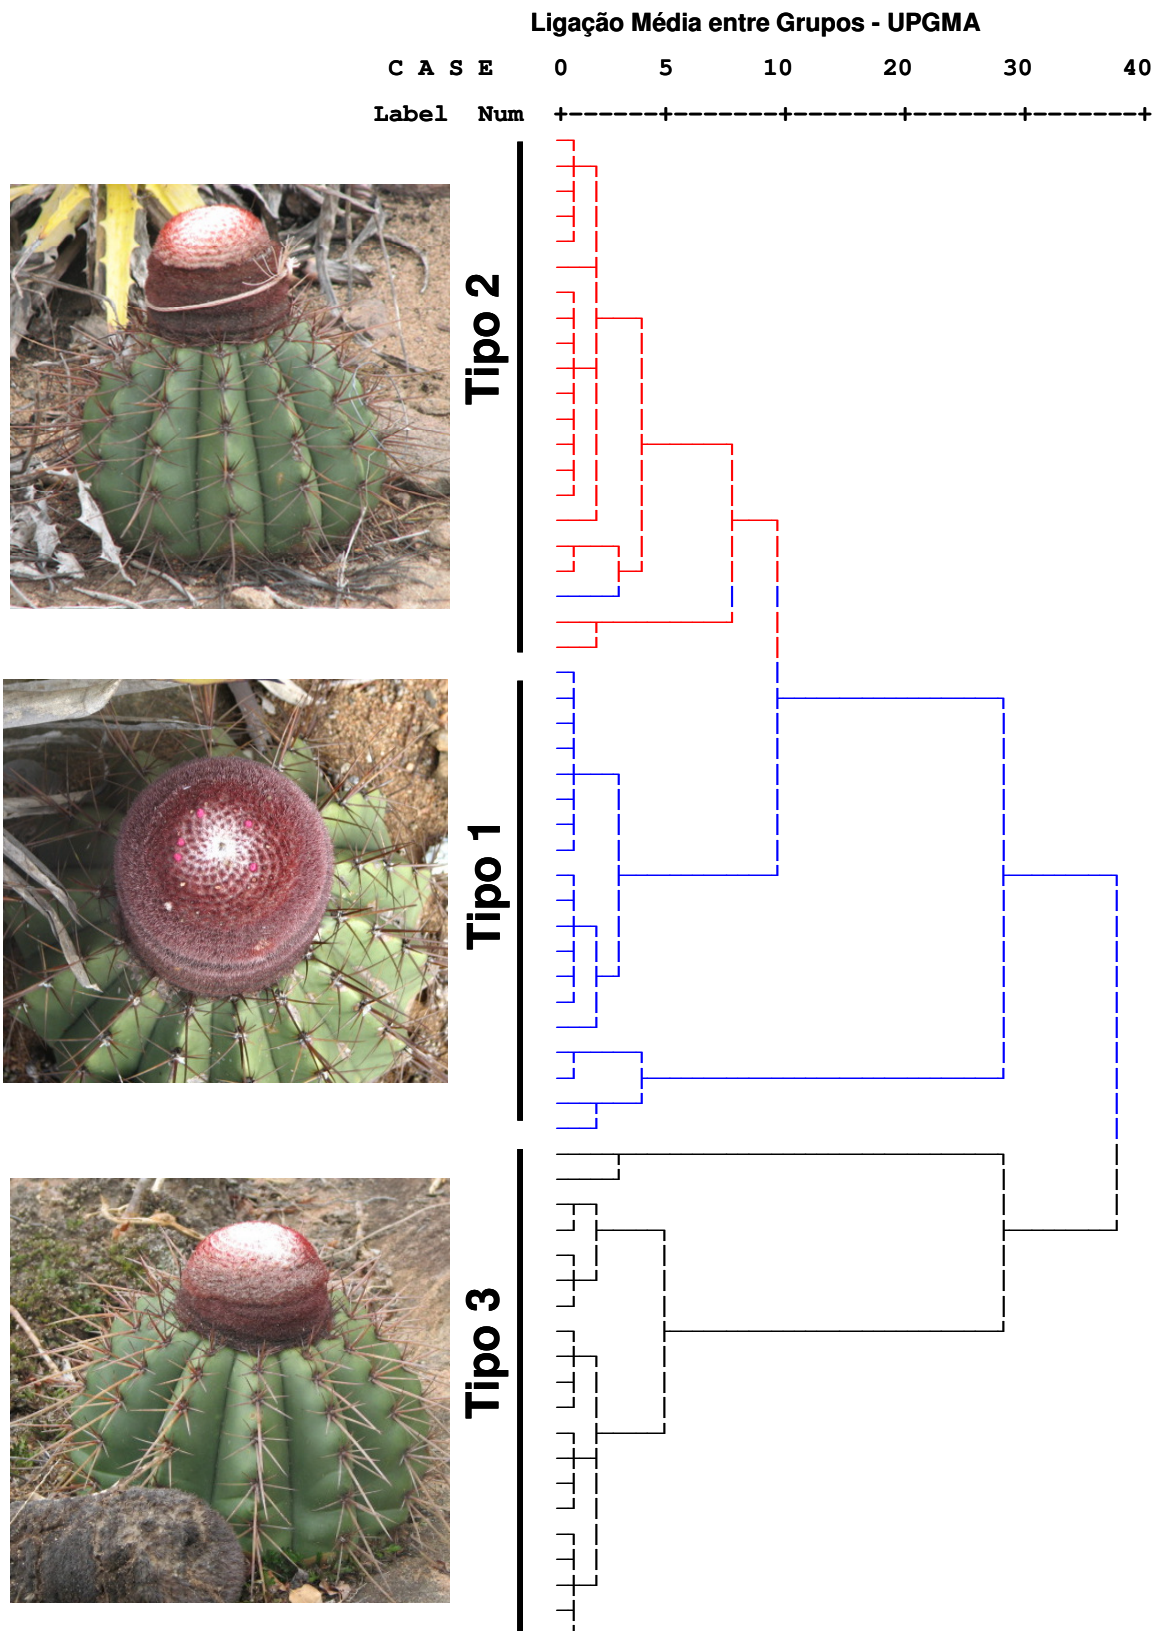 Ligação Média entre Grupos - UPGMA
C A S E 0 5 10 20 30 40
Label Num +---------+---------+---------+---------+---------+
Tipo 2
Tipo 1
Tipo 3